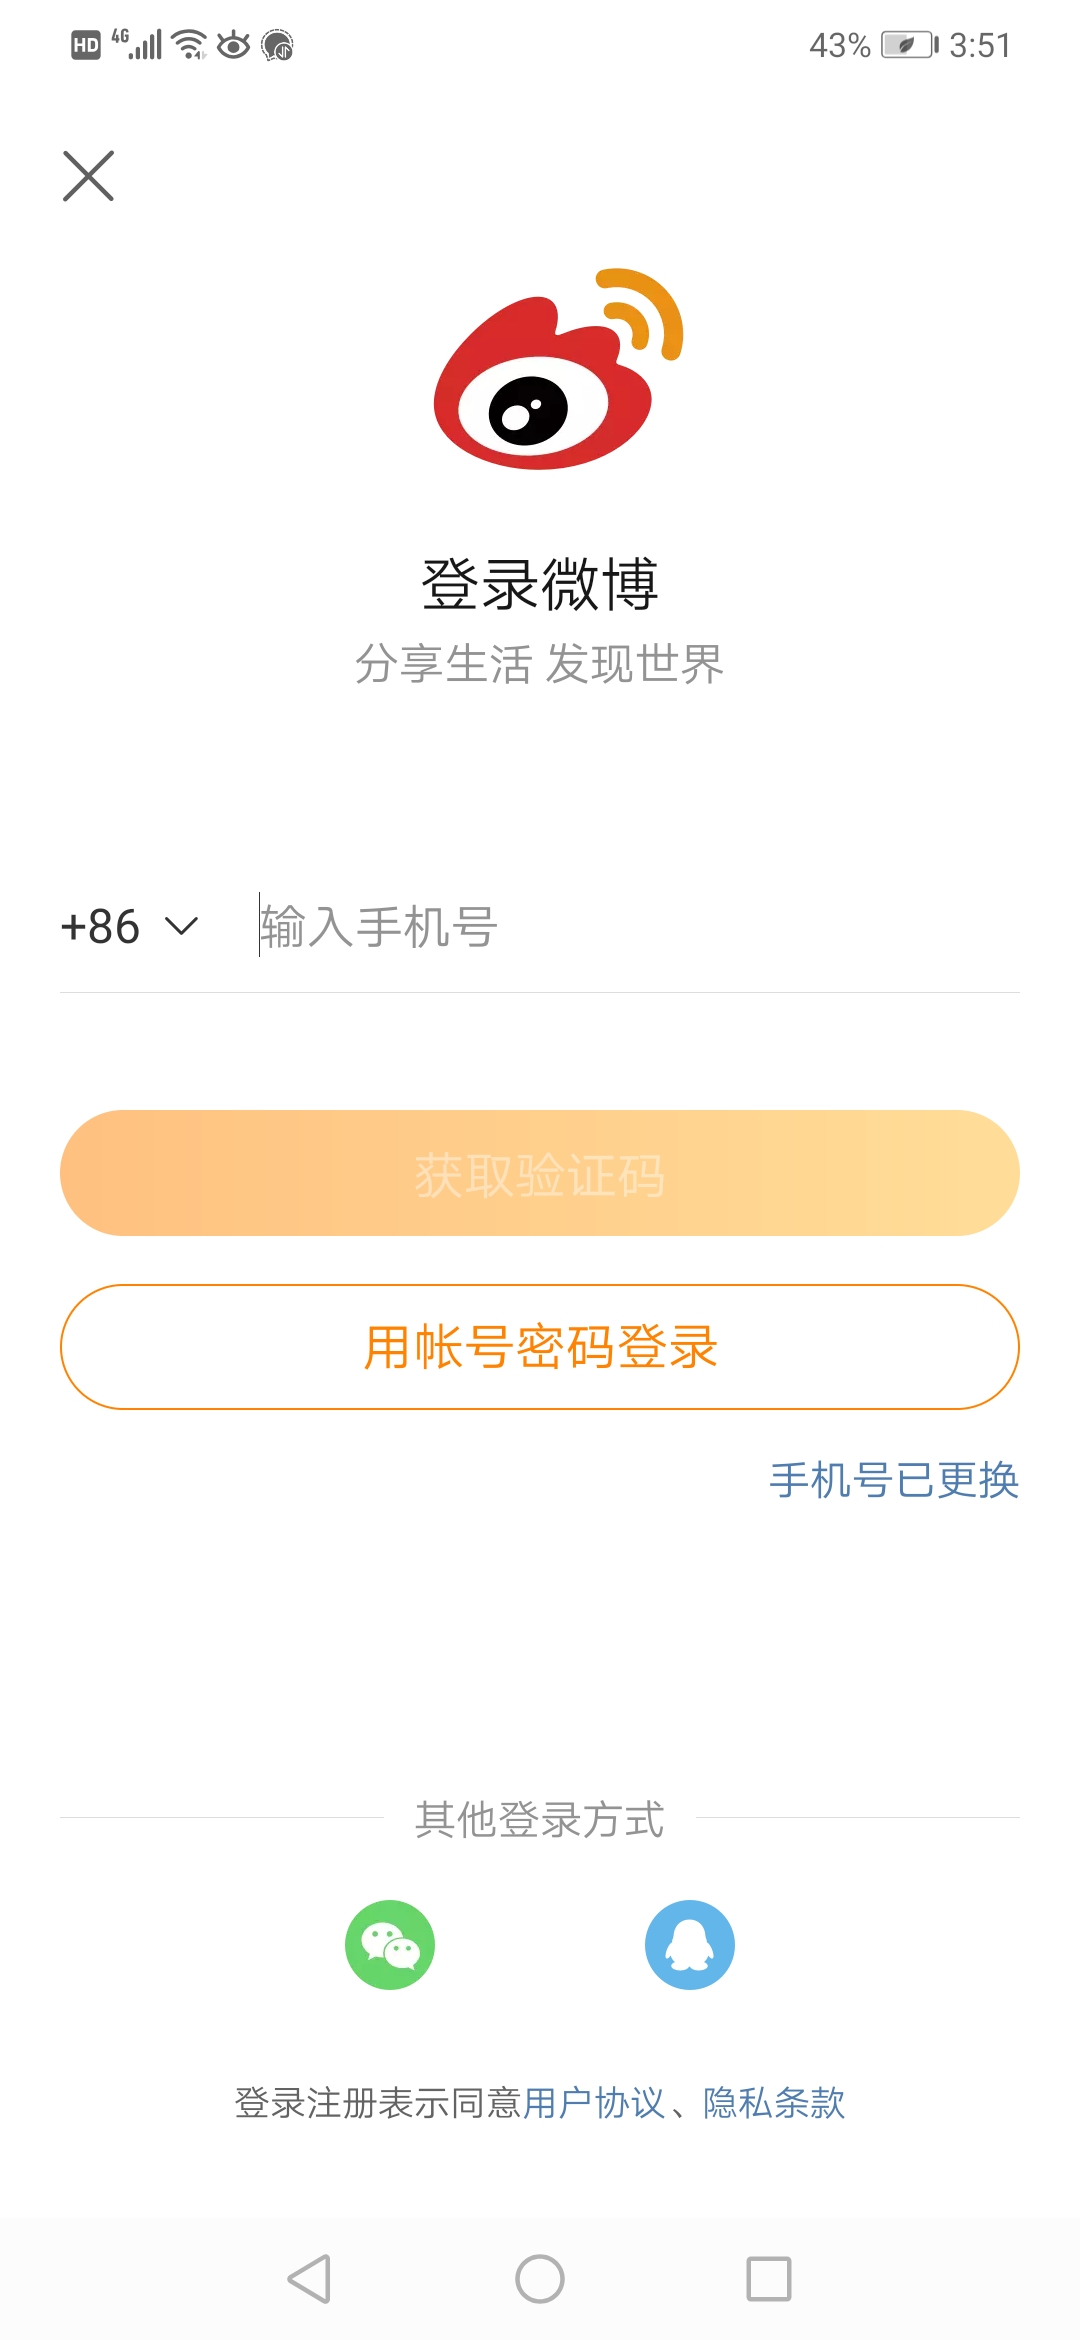 HD 4G 43% 3:51
登录微博
分享生活 发现世界
+86 输入手机号
获取验证码
用帐号密码登录
手机号已更换
其他登录方式
登录注册表示同意用户协议、隐私条款